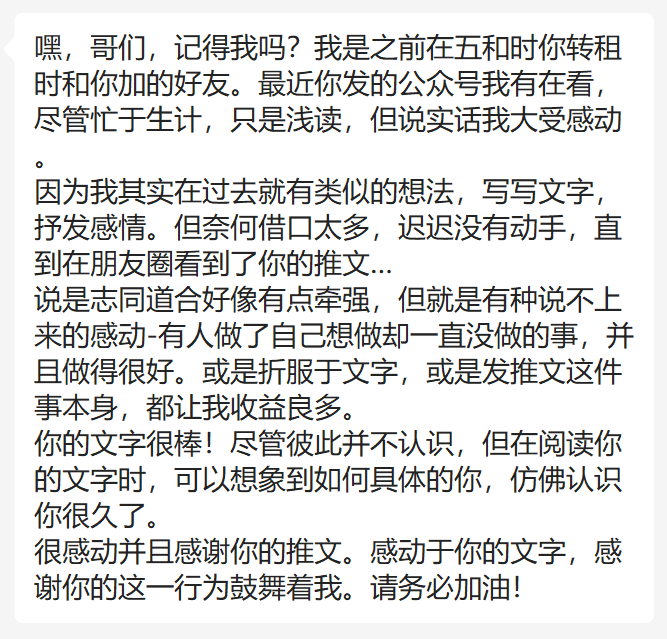 嘿，哥们，记得我吗？我是之前在五和时你转租
时和你加的好友。最近你发的公众号我有在看，
尽管忙于生计，只是浅读，但说实话我大受感动
。
因为我其实在过去就有类似的想法，写写文字，
抒发感情。但奈何借口太多，迟迟没有动手，直
到在朋友圈看到了你的推文...
说是志同道合好像有点牵强，但就是有种说不上
来的感动-有人做了自己想做却一直没做的事，并
且做得很好。或是折服于文字，或是发推文这件
事本身，都让我收益良多。
你的文字很棒！尽管彼此并不认识，但在阅读你
的文字时，可以想象到如何具体的你，仿佛认识
你很久了。
很感动并且感谢你的推文。感动于你的文字，感
谢你的这一行为鼓舞着我。请务必加油！